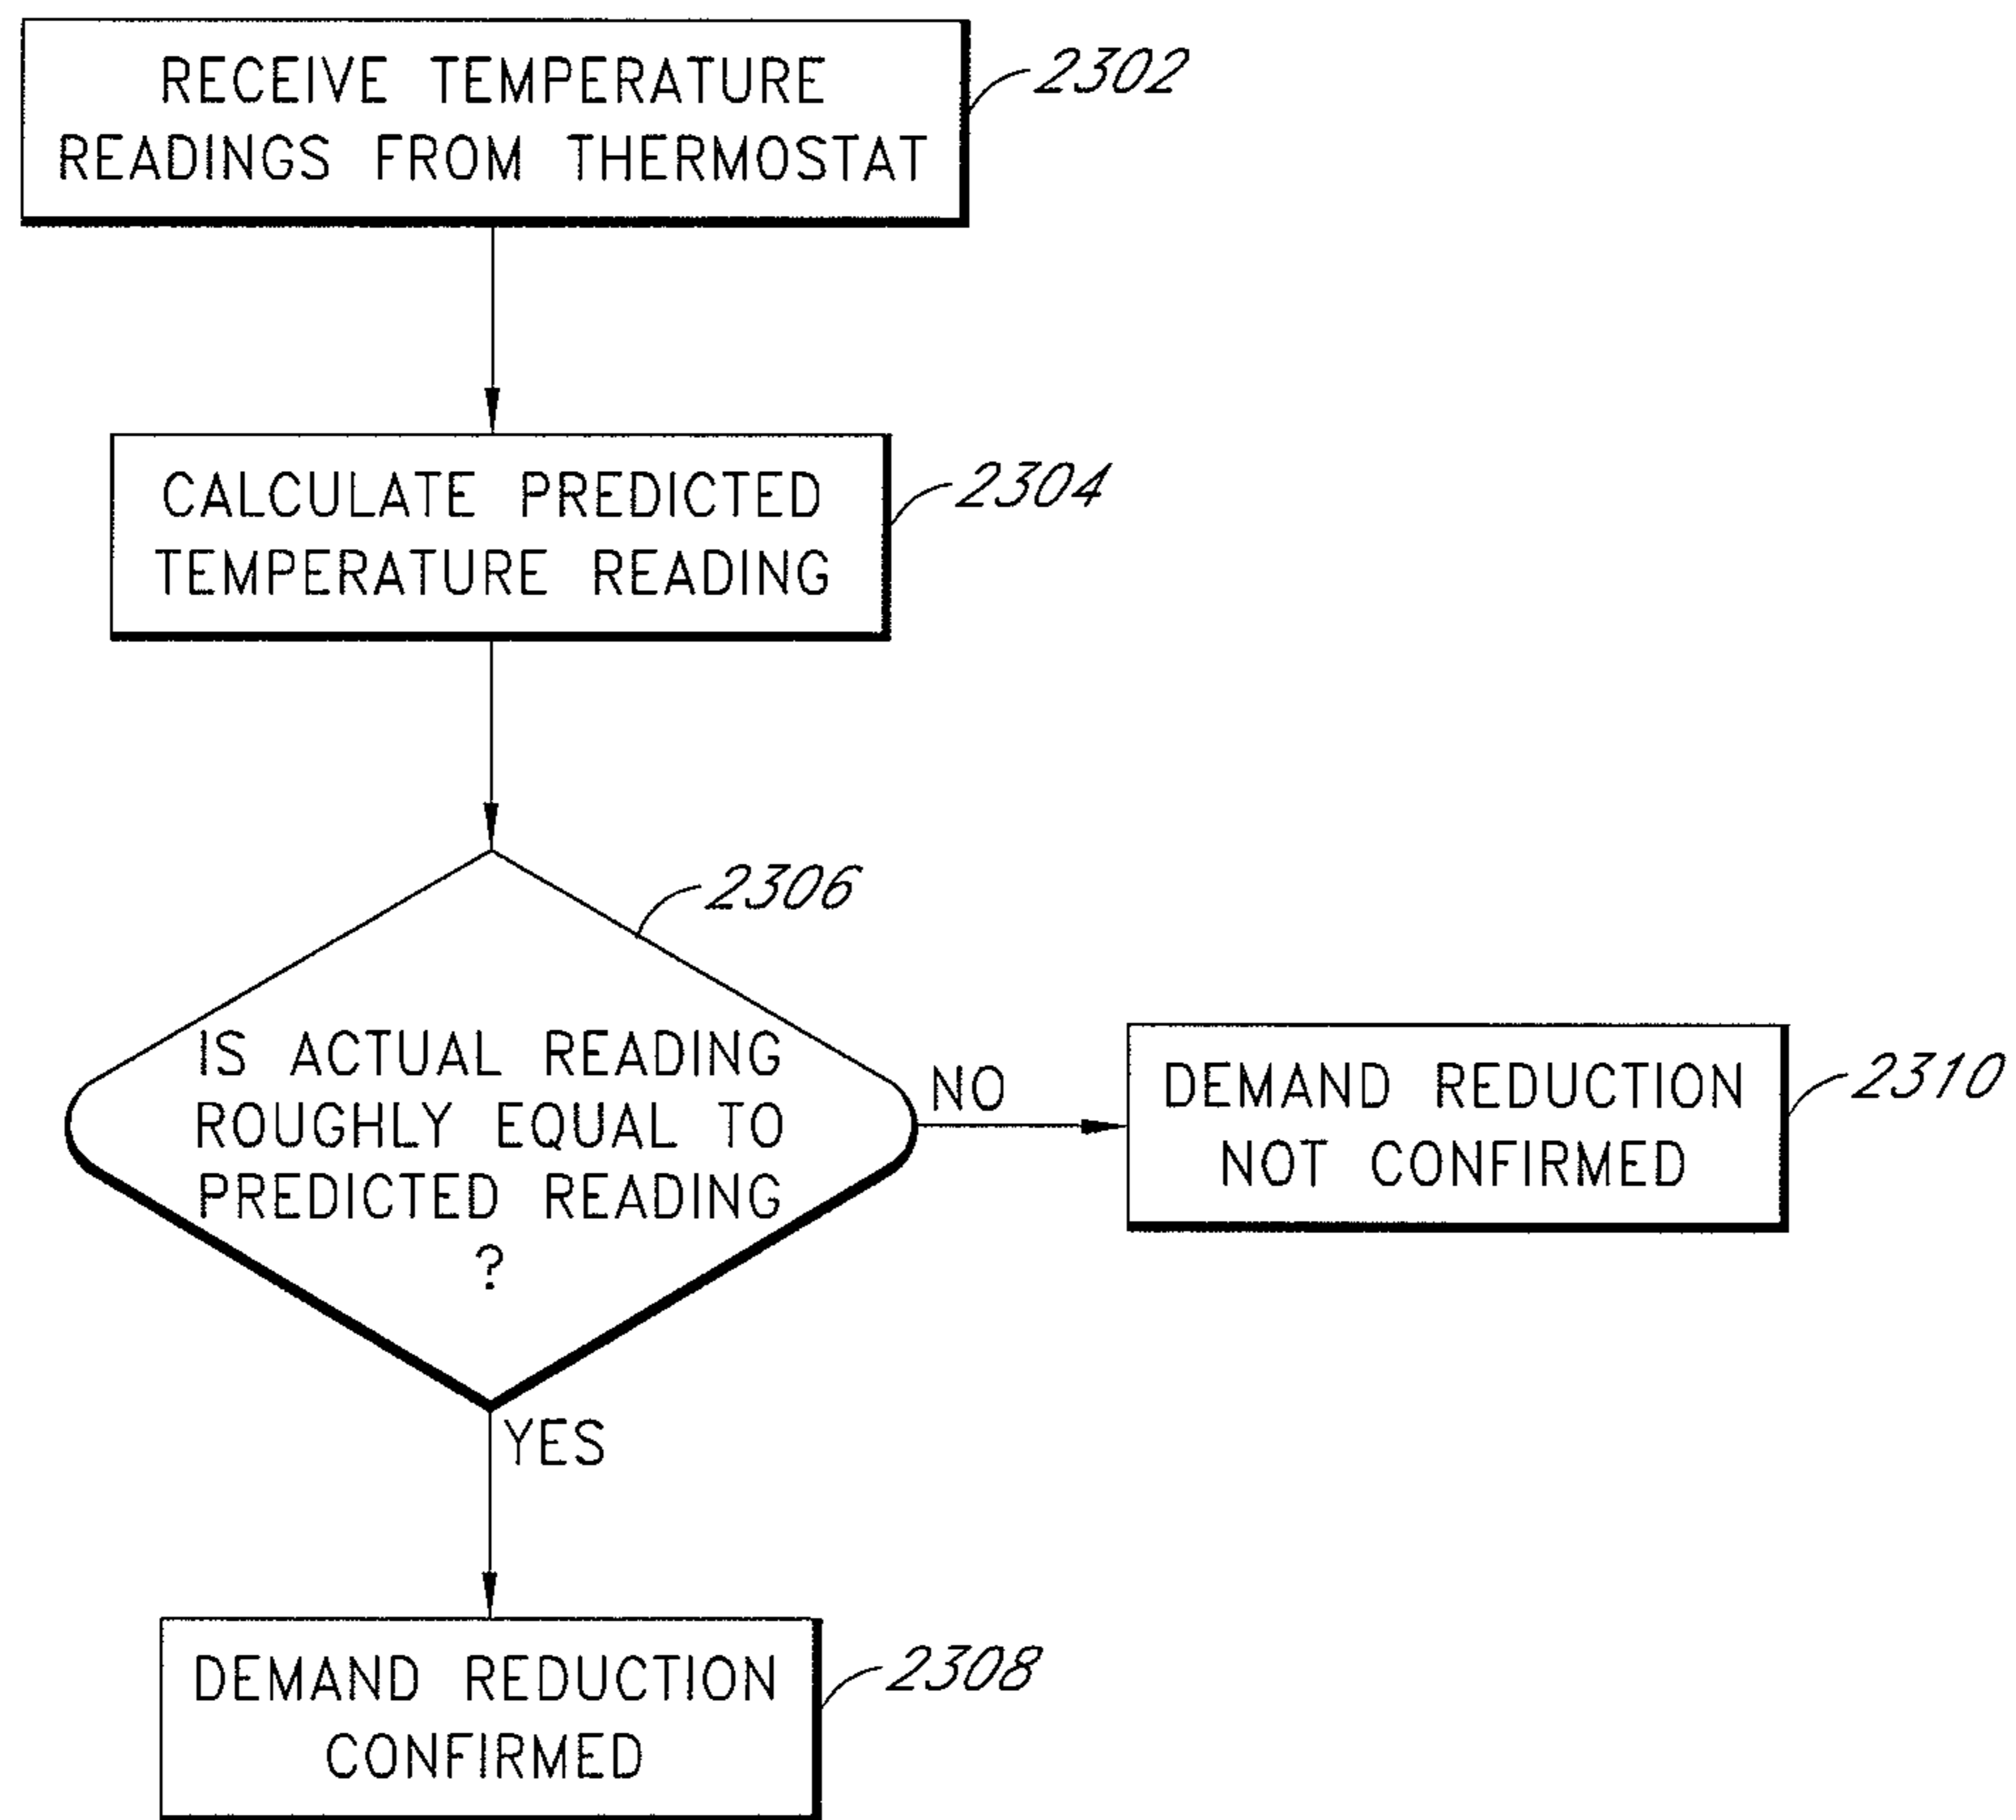 RECEIVE TEMPERATURE
READINGS FROM THERMOSTAT
2302
CALCULATE PREDICTED
TEMPERATURE READING
2304
2306
IS ACTUAL READING
ROUGHLY EQUAL TO
PREDICTED READING
?
NO
DEMAND REDUCTION
NOT CONFIRMED
2310
YES
DEMAND REDUCTION
CONFIRMED
2308